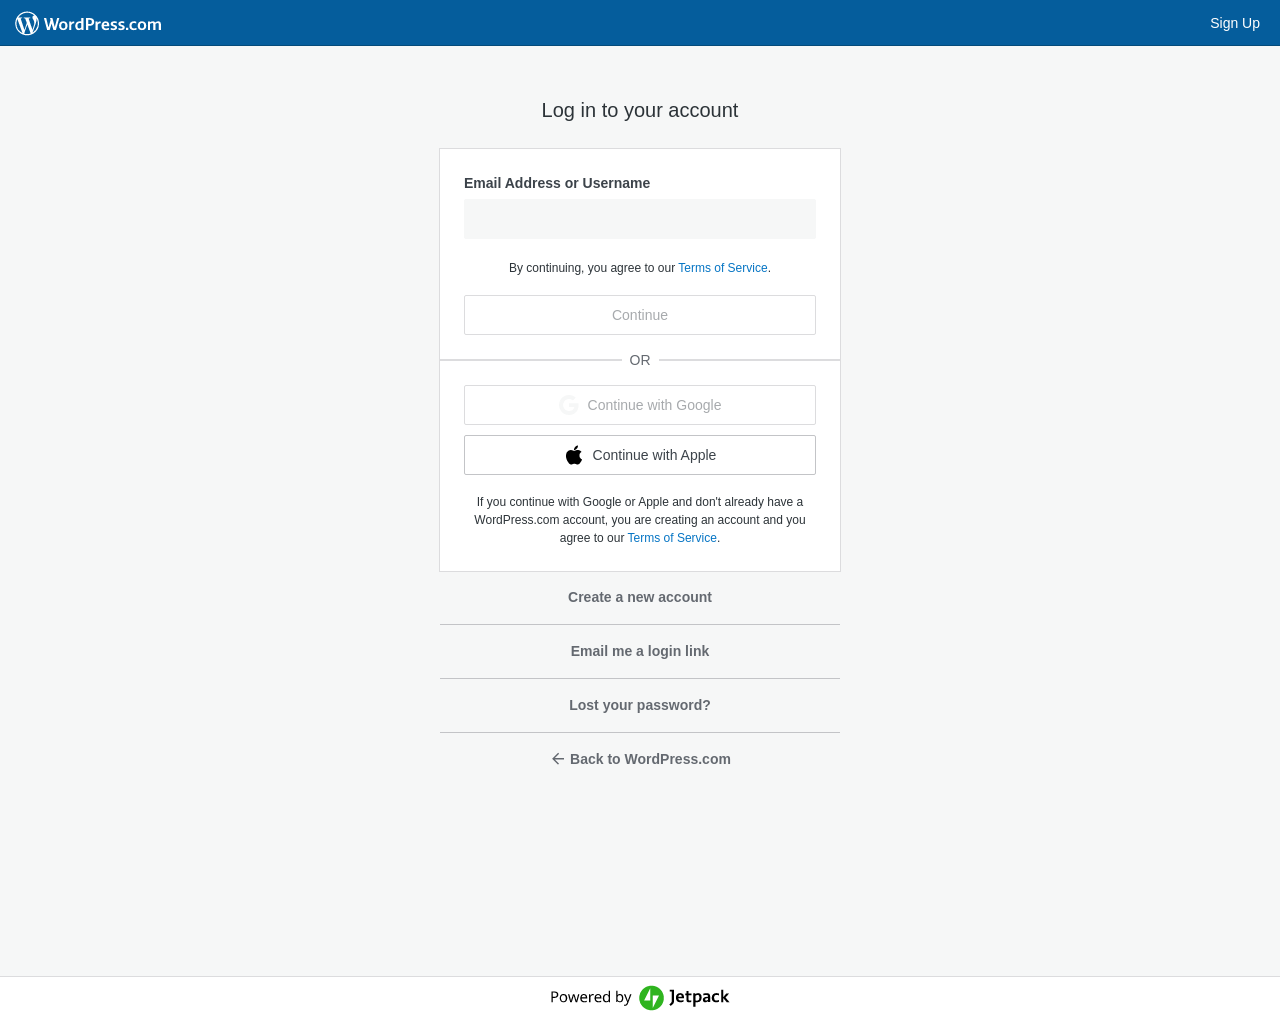 WordPress.com
Sign Up
Log in to your account
Email Address or Username
By continuing, you agree to our Terms of Service.
Continue
OR
Continue with Google
Continue with Apple
If you continue with Google or Apple and don't already have a
WordPress.com account, you are creating an account and you
agree to our Terms of Service.
Create a new account
Email me a login link
Lost your password?
Back to WordPress.com
Powered by Jetpack